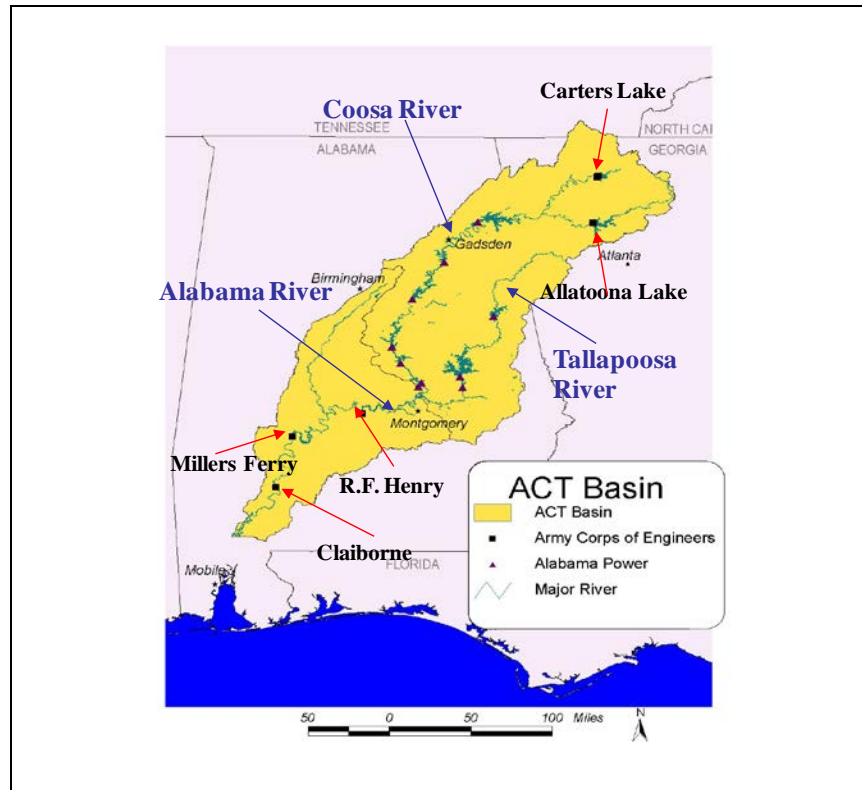 Carters Lake
Coosa River
TENNESSEE
NORTH CAR
ALABAMA
GEORGIA
Gadsden
Atlanta
Birmingham
Alabama River
Allatoona Lake
Tallapoosa
River
Montgomery
Millers Ferry
R.F. Henry
Claiborne
ACT Basin
ACT Basin
Army Corps of Engineers
Alabama Power
Major River
FLORIDA
Mobile
50 0 50 100 Miles
N